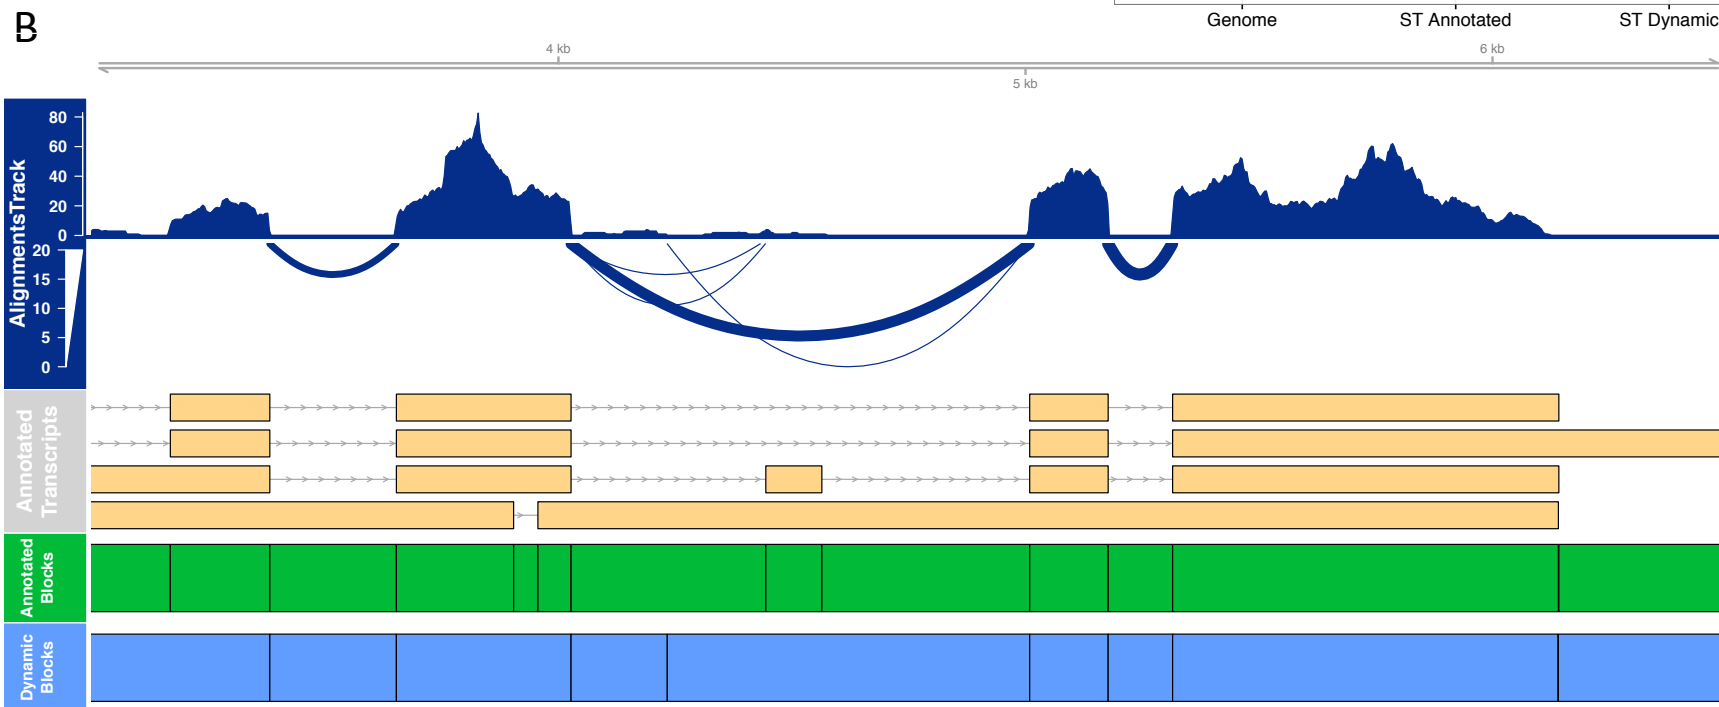 B
Genome ST Annotated ST Dynamic
4 kb 6 kb
5 kb
AlignmentsTrack
80
60
40
20
0
20
15
10
5
0
Annotated
Transcripts
Annotated
Blocks
Dynamic
Blocks